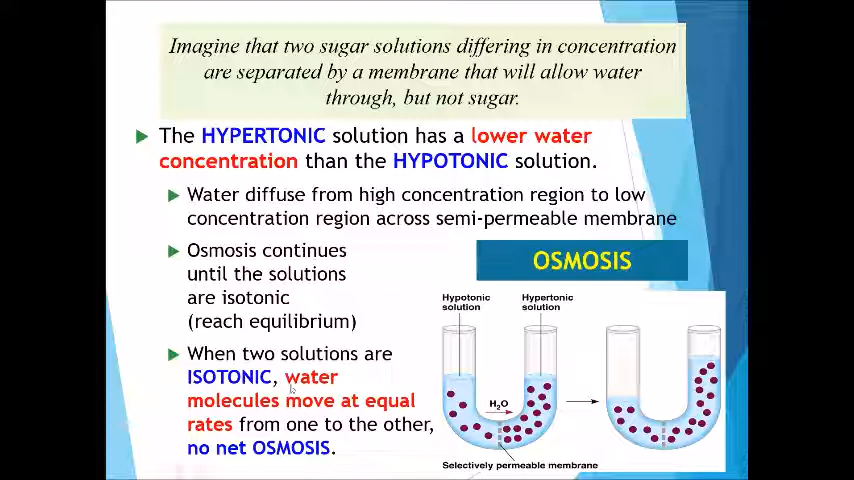 Imagine that two sugar solutions differing in concentration
are separated by a membrane that will allow water
through, but not sugar.
The HYPERTONIC solution has a lower water
concentration than the HYPOTONIC solution.
Water diffuse from high concentration region to low
concentration region across semi-permeable membrane
Osmosis continues
until the solutions
are isotonic
(reach equilibrium)
When two solutions are
ISOTONIC, water
molecules move at equal
rates from one to the other,
no net OSMOSIS.
OSMOSIS
Hypotonic
solution
Hypertonic
solution
H₂O
Selectively permeable membrane